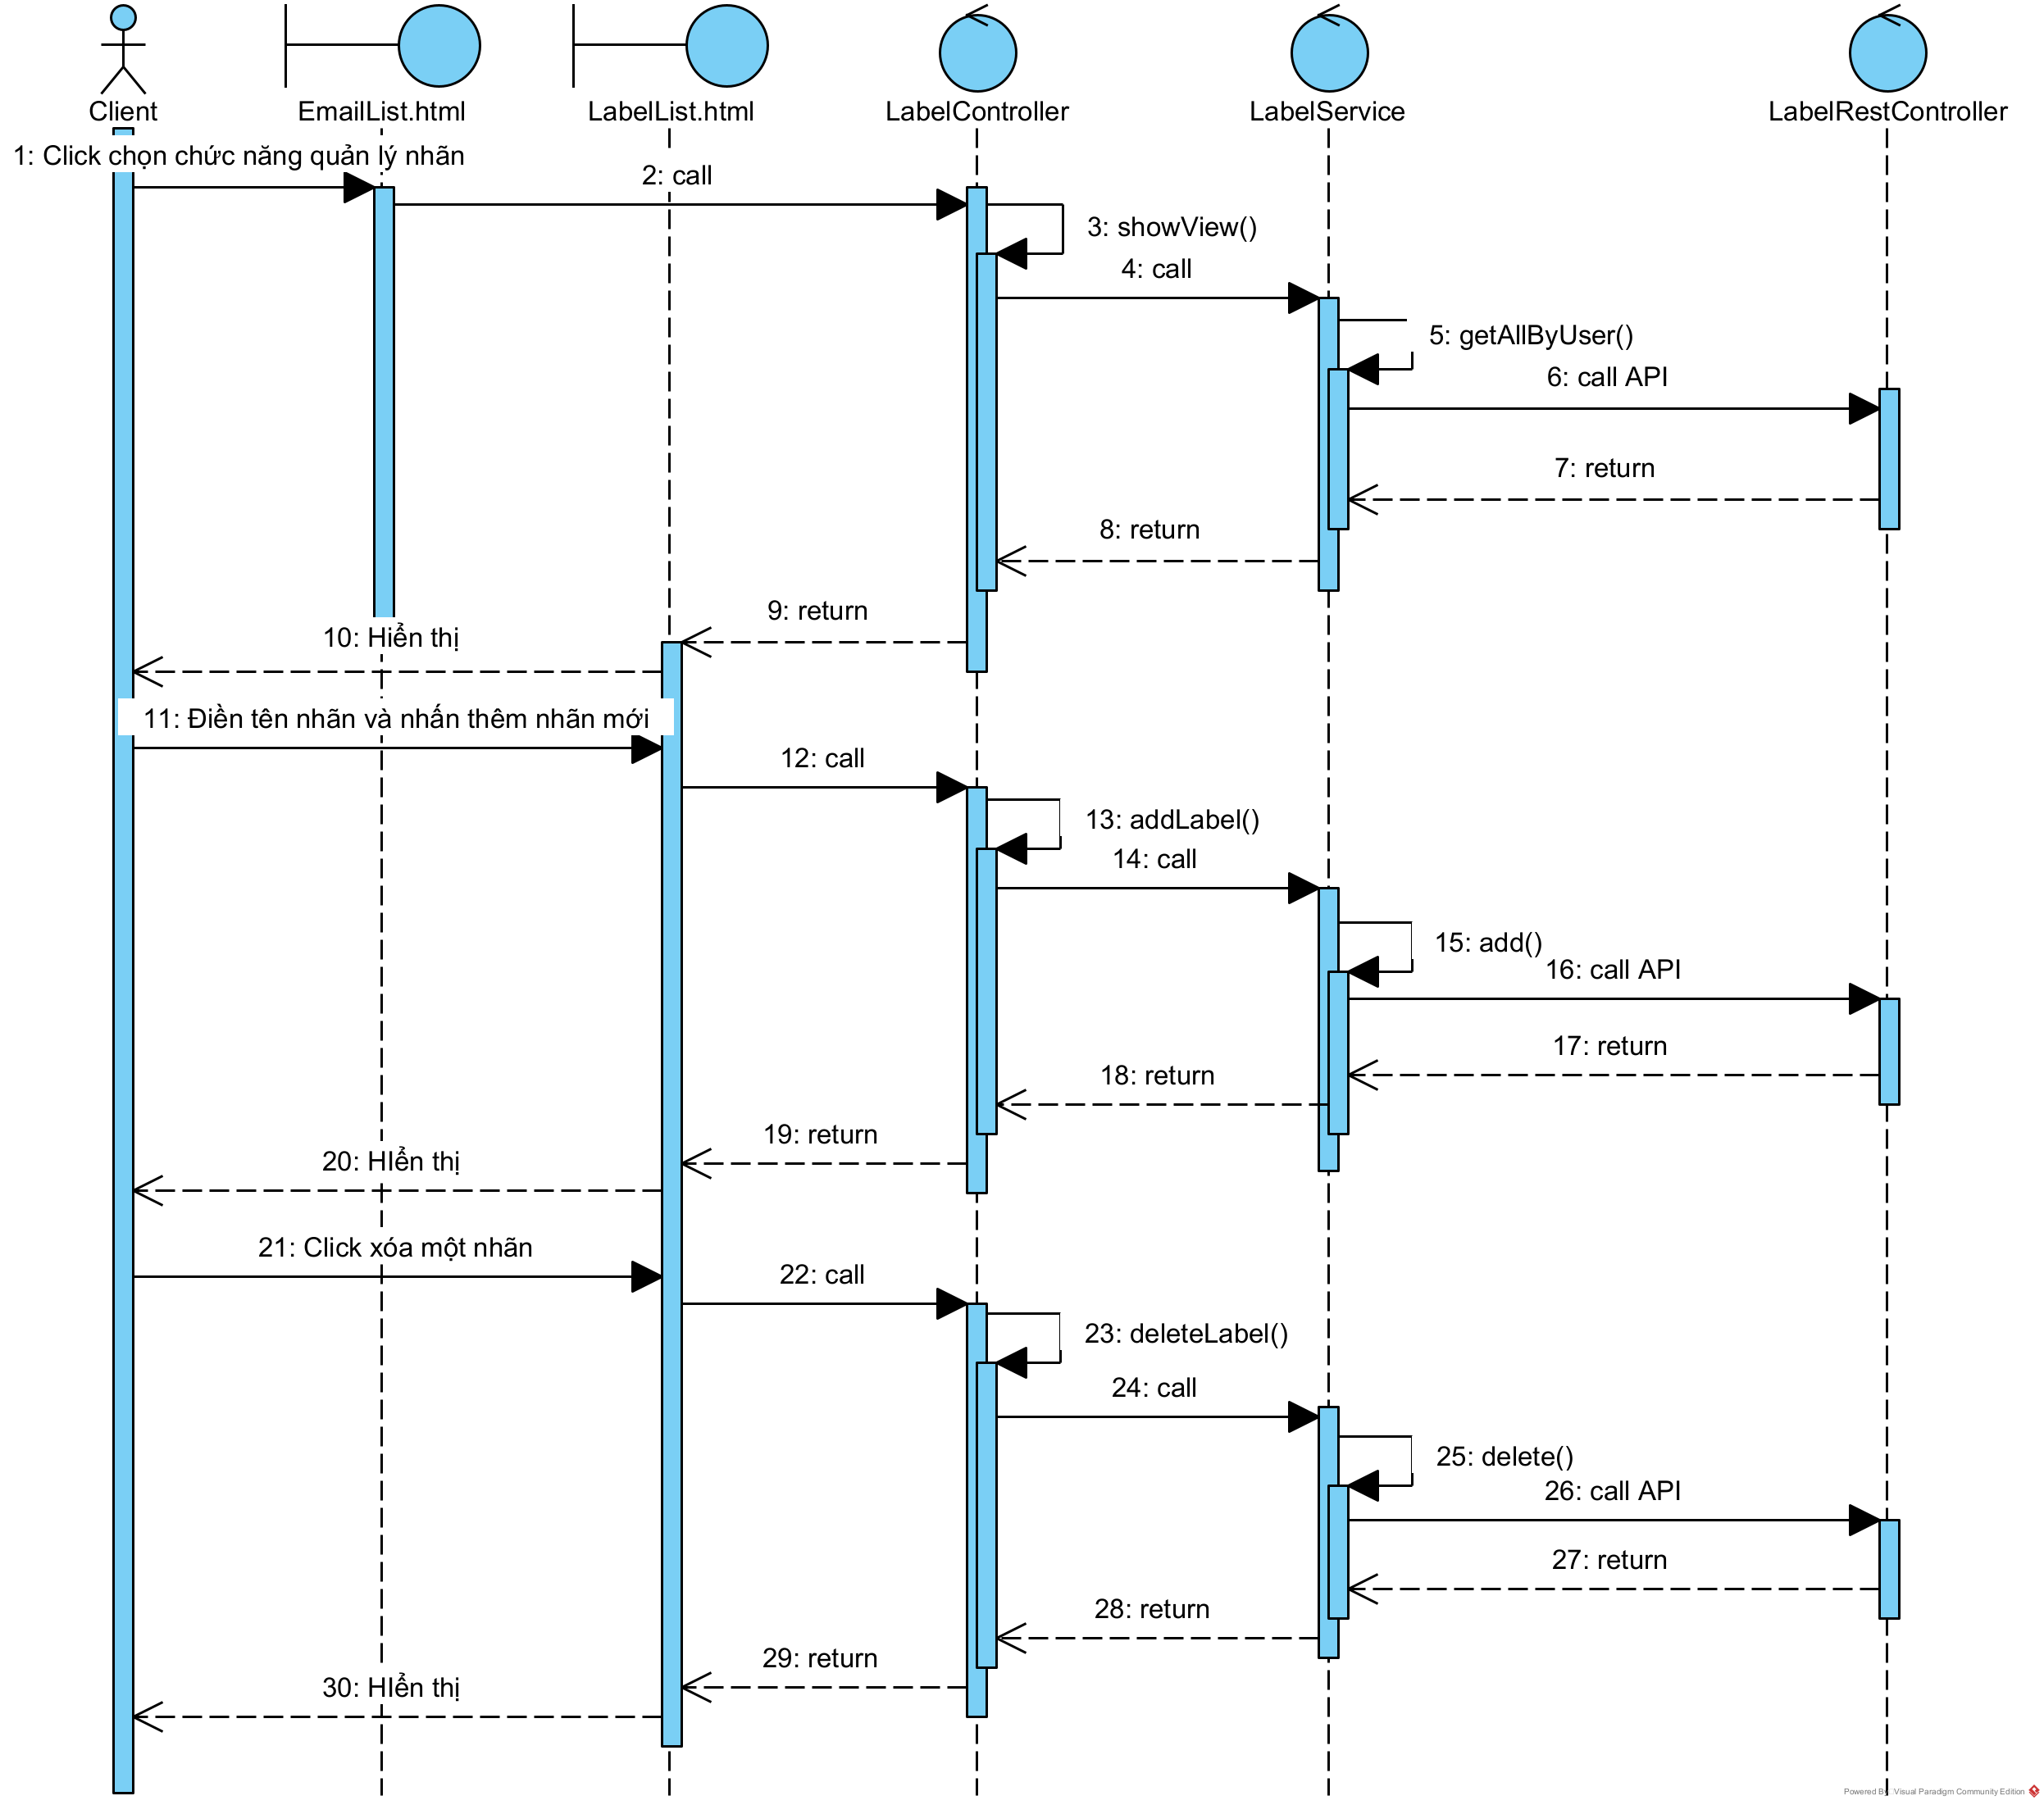 Client
EmailList.html
LabelList.html
LabelController
LabelService
LabelRestController
1: Click chọn chức năng quản lý nhãn
2: call
3: showView()
4: call
5: getAllByUser()
6: call API
7: return
8: return
9: return
10: Hiển thị
11: Điền tên nhãn và nhấn thêm nhãn mới
12: call
13: addLabel()
14: call
15: add()
16: call API
17: return
18: return
19: return
20: HIển thị
21: Click xóa một nhãn
22: call
23: deleteLabel()
24: call
25: delete()
26: call API
27: return
28: return
29: return
30: HIển thị
Powered By Visual Paradigm Community Edition